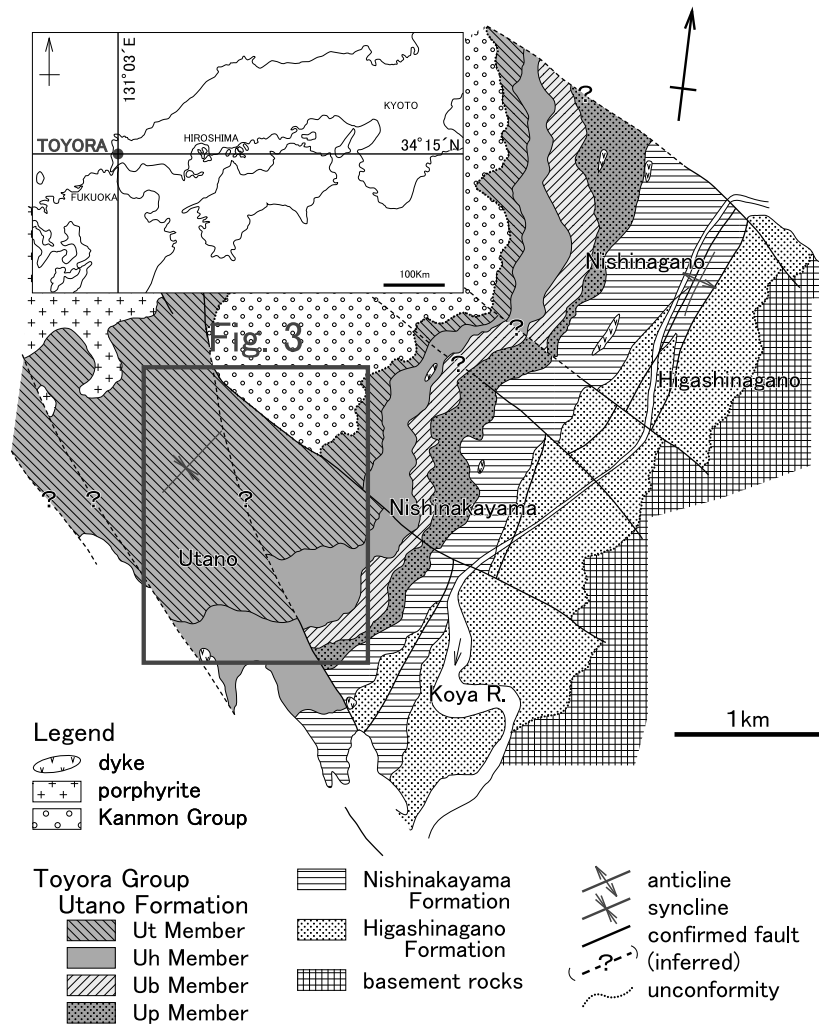 131°03´E
KYOTO
HIROSHIMA
TOYORA
34°15´N
FUKUOKA
100Km
?
Nishinagano
Fig. 3
?
?
Higashinagano
?
?
?
Nishinakayama
Utano
Koya R.
1km
Legend
dyke
porphyrite
Kanmon Group
Toyora Group
Utano Formation
Ut Member
Uh Member
Ub Member
Up Member
Nishinakayama
Formation
Higashinagano
Formation
basement rocks
anticline
syncline
confirmed fault
( ? ) (inferred)
unconformity